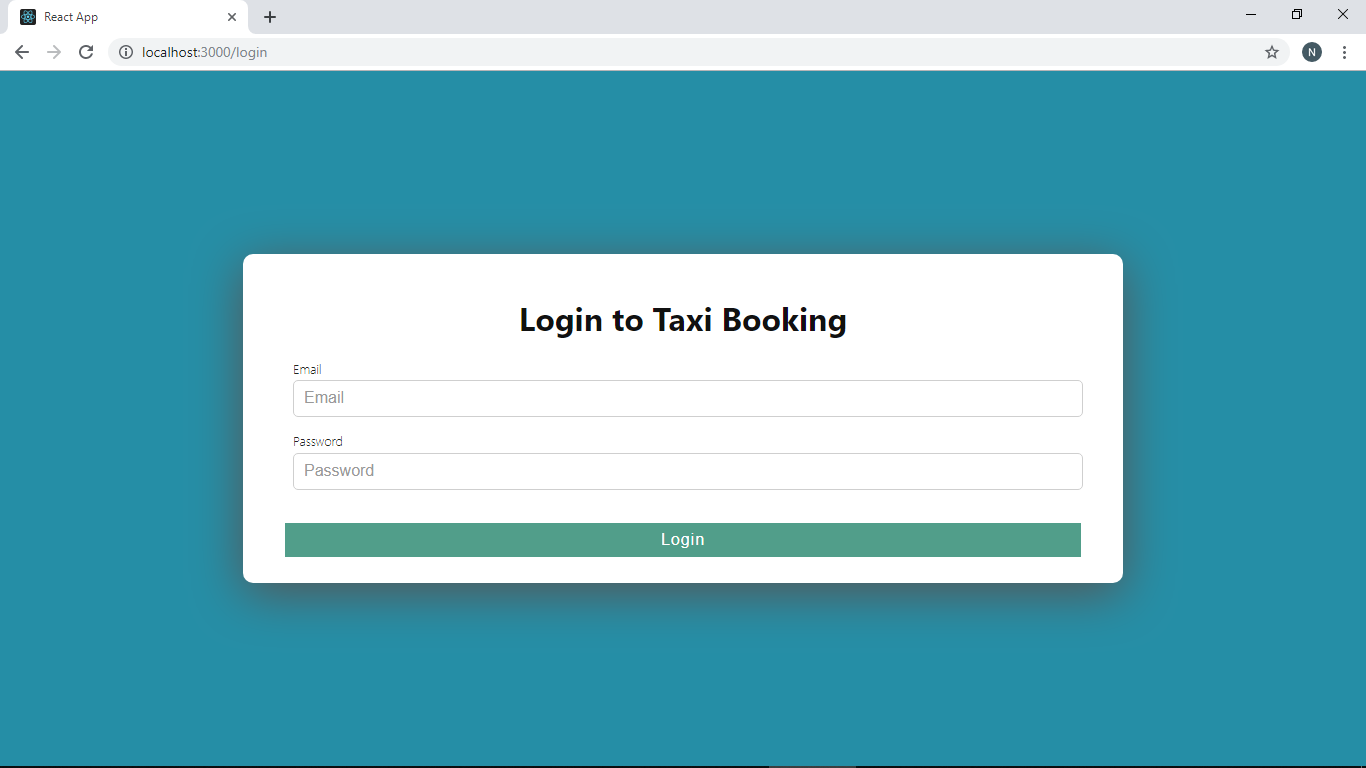 React App
localhost:3000/login
N
Login to Taxi Booking
Email
Email
Password
Password
Login